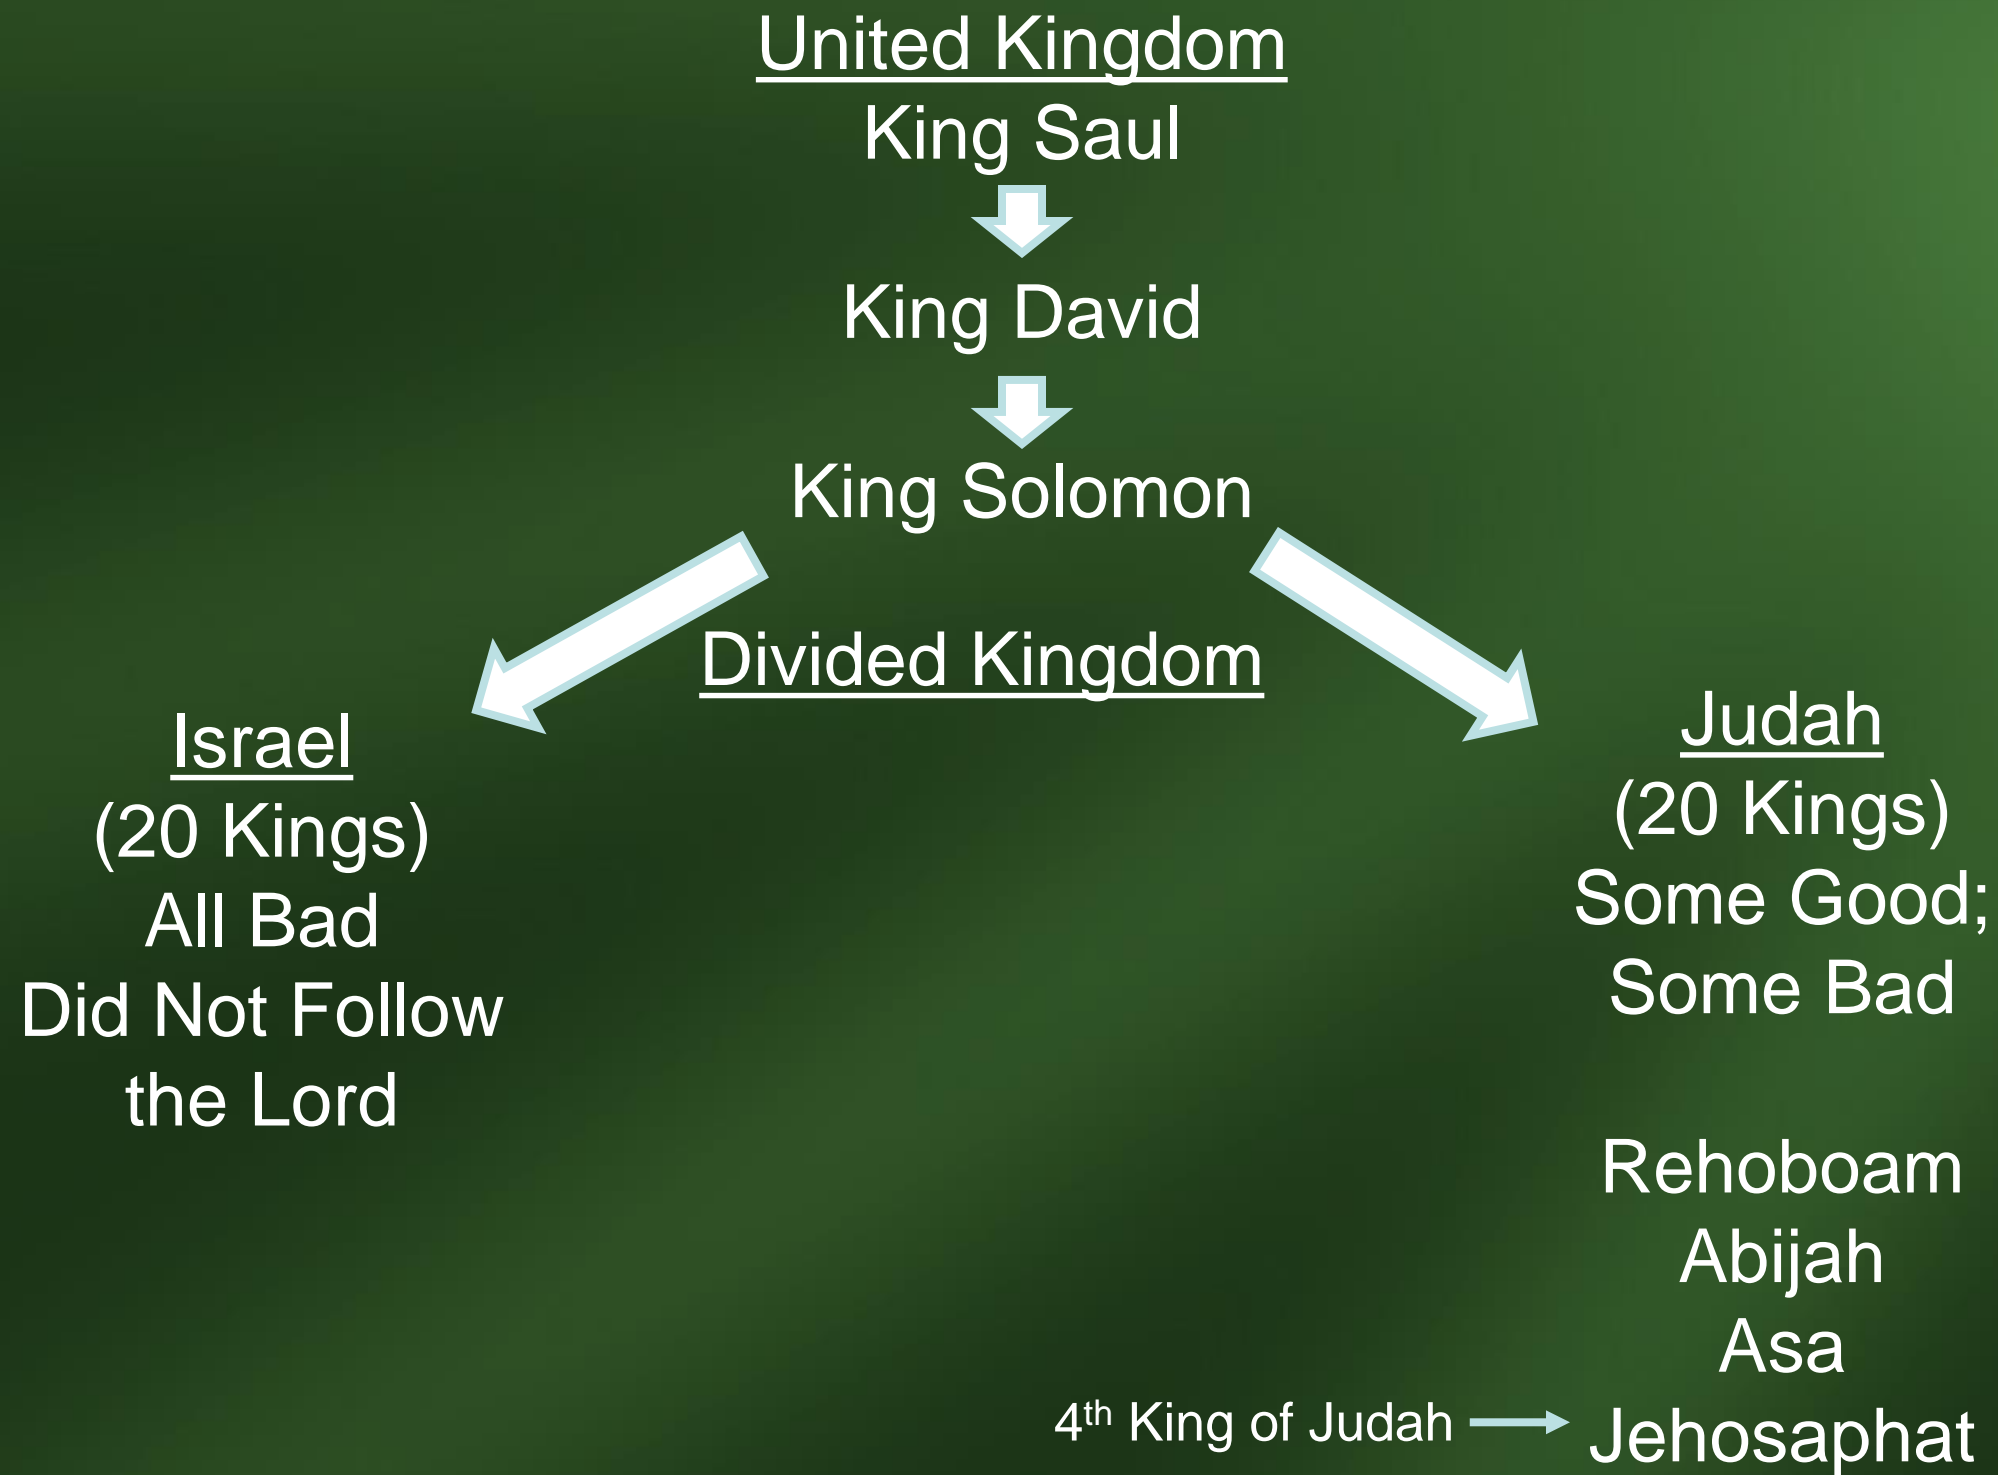 United Kingdom
King Saul
King David
King Solomon
Divided Kingdom
Israel
(20 Kings)
All Bad
Did Not Follow
the Lord
Judah
(20 Kings)
Some Good;
Some Bad
Rehoboam
Abijah
Asa
4th King of Judah
Jehosaphat